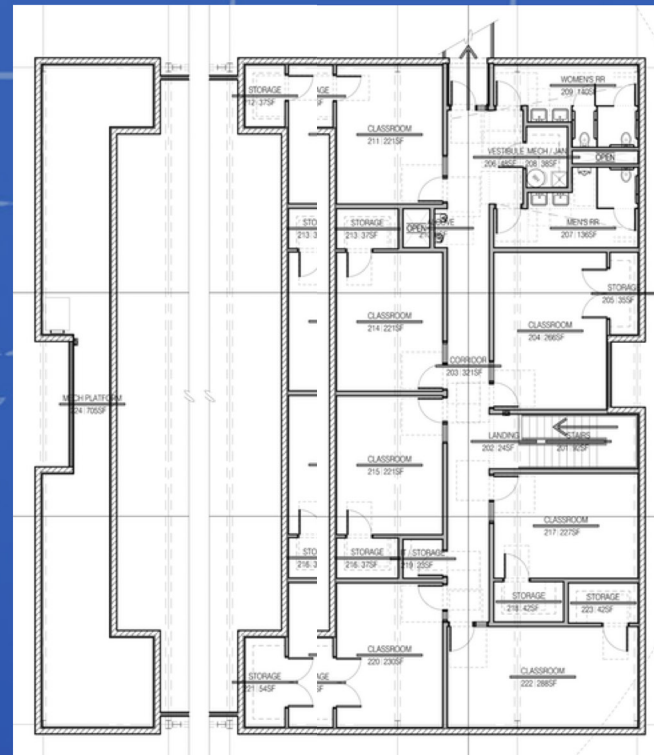 WOMEN'S RR
209 | 140SF
STORAGE
212 | 37SF
CLASSROOM
211 | 221SF
VESTIBULE
206 | 48SF
MECH / JAN
208 | 38SF
OPEN
STORAGE
213 | 37SF
OPEN
MEN'S RR
207 | 136SF
STORAGE
205 | 35SF
CLASSROOM
214 | 221SF
CLASSROOM
204 | 266SF
CORRIDOR
203 | 321SF
MECH PLATFORM
224 | 705SF
LANDING
202 | 24SF
STAIRS
201 | 92SF
CLASSROOM
215 | 221SF
CLASSROOM
217 | 227SF
STORAGE
216 | 37SF
IT / STORAGE
219 | 23SF
STORAGE
218 | 42SF
STORAGE
223 | 42SF
STORAGE
221 | 54SF
CLASSROOM
220 | 230SF
CLASSROOM
222 | 288SF